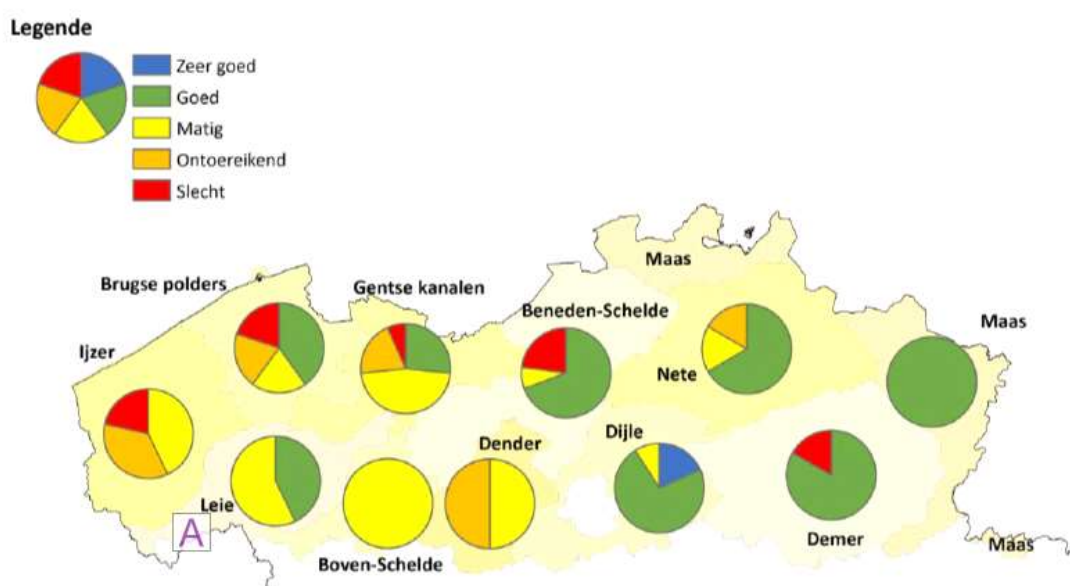 Legende
Zeer goed
Goed
Matig
Ontoereikend
Slecht
Maas
Brugse polders
Gentse kanalen
Beneden-Schelde
Maas
Ijzer
Nete
Dender
Dijle
Leie
A
Boven-Schelde
Demer
Maas